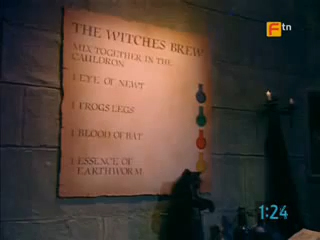 Ftn
THE WITCHES BREW
MIX TOGETHER IN THE
CAULDRON
1 EYE OF NEWT
1 FROGS LEGS
1 BLOOD OF BAT
1 ESSENCE OF
EARTHWORM
1:24